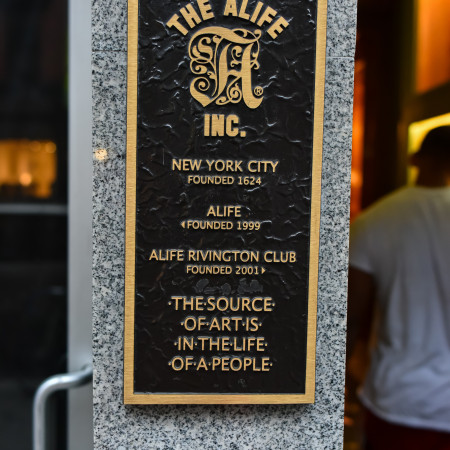 THE ALIFE
A®
INC.
NEW YORK CITY
FOUNDED 1624
ALIFE
◂FOUNDED 1999
ALIFE RIVINGTON CLUB
FOUNDED 2001▸
THE·SOURCE
·OF·ART·IS·
IN·THE·LIFE
·OF·A·PEOPLE·